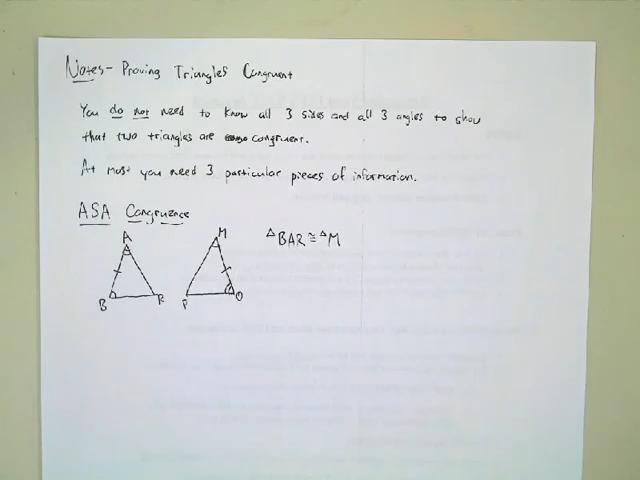 Notes - Proving Triangles Congruent
You do not need to know all 3 sides and all 3 angles to show
that two triangles are congruent.
At most you need 3 particular pieces of information.
ASA Congruence
A
B
R
M
P
O
△BAR ≅ △M